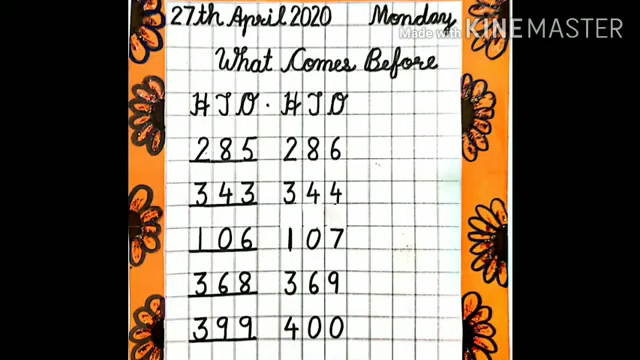 27th April 2020 Monday
Made with KINEMASTER
What Comes Before
H T O . H T O
285 286
343 344
106 107
368 369
399 400